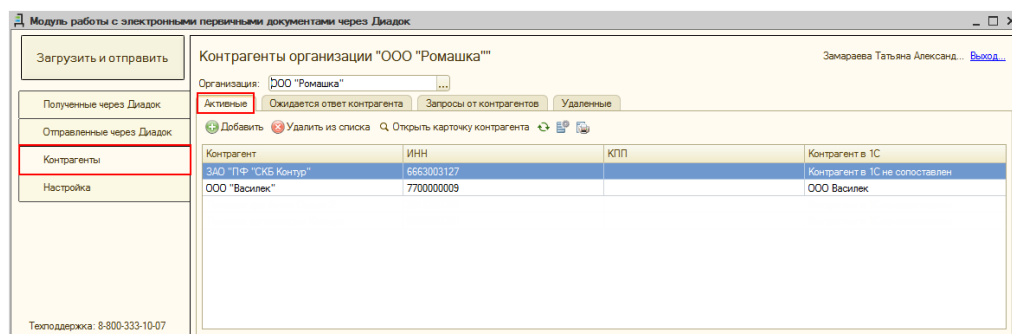 Модуль работы с электронными первичными документами через Диадок
Загрузить и отправить
Полученные через Диадок
Отправленные через Диадок
Контрагенты
Настройка
Техподдержка: 8-800-333-10-07
Контрагенты организации "ООО "Ромашка""
Замараева Татьяна Александ... Выход...
Организация: ООО "Ромашка" ...
Активные Ожидается ответ контрагента Запросы от контрагентов Удаленные
Добавить Удалить из списка Открыть карточку контрагента
Контрагент ИНН КПП Контрагент в 1С
ЗАО "ПФ "СКБ Контур" 6663003127 Контрагент в 1С не сопоставлен
ООО "Василек" 7700000009 ООО Василек